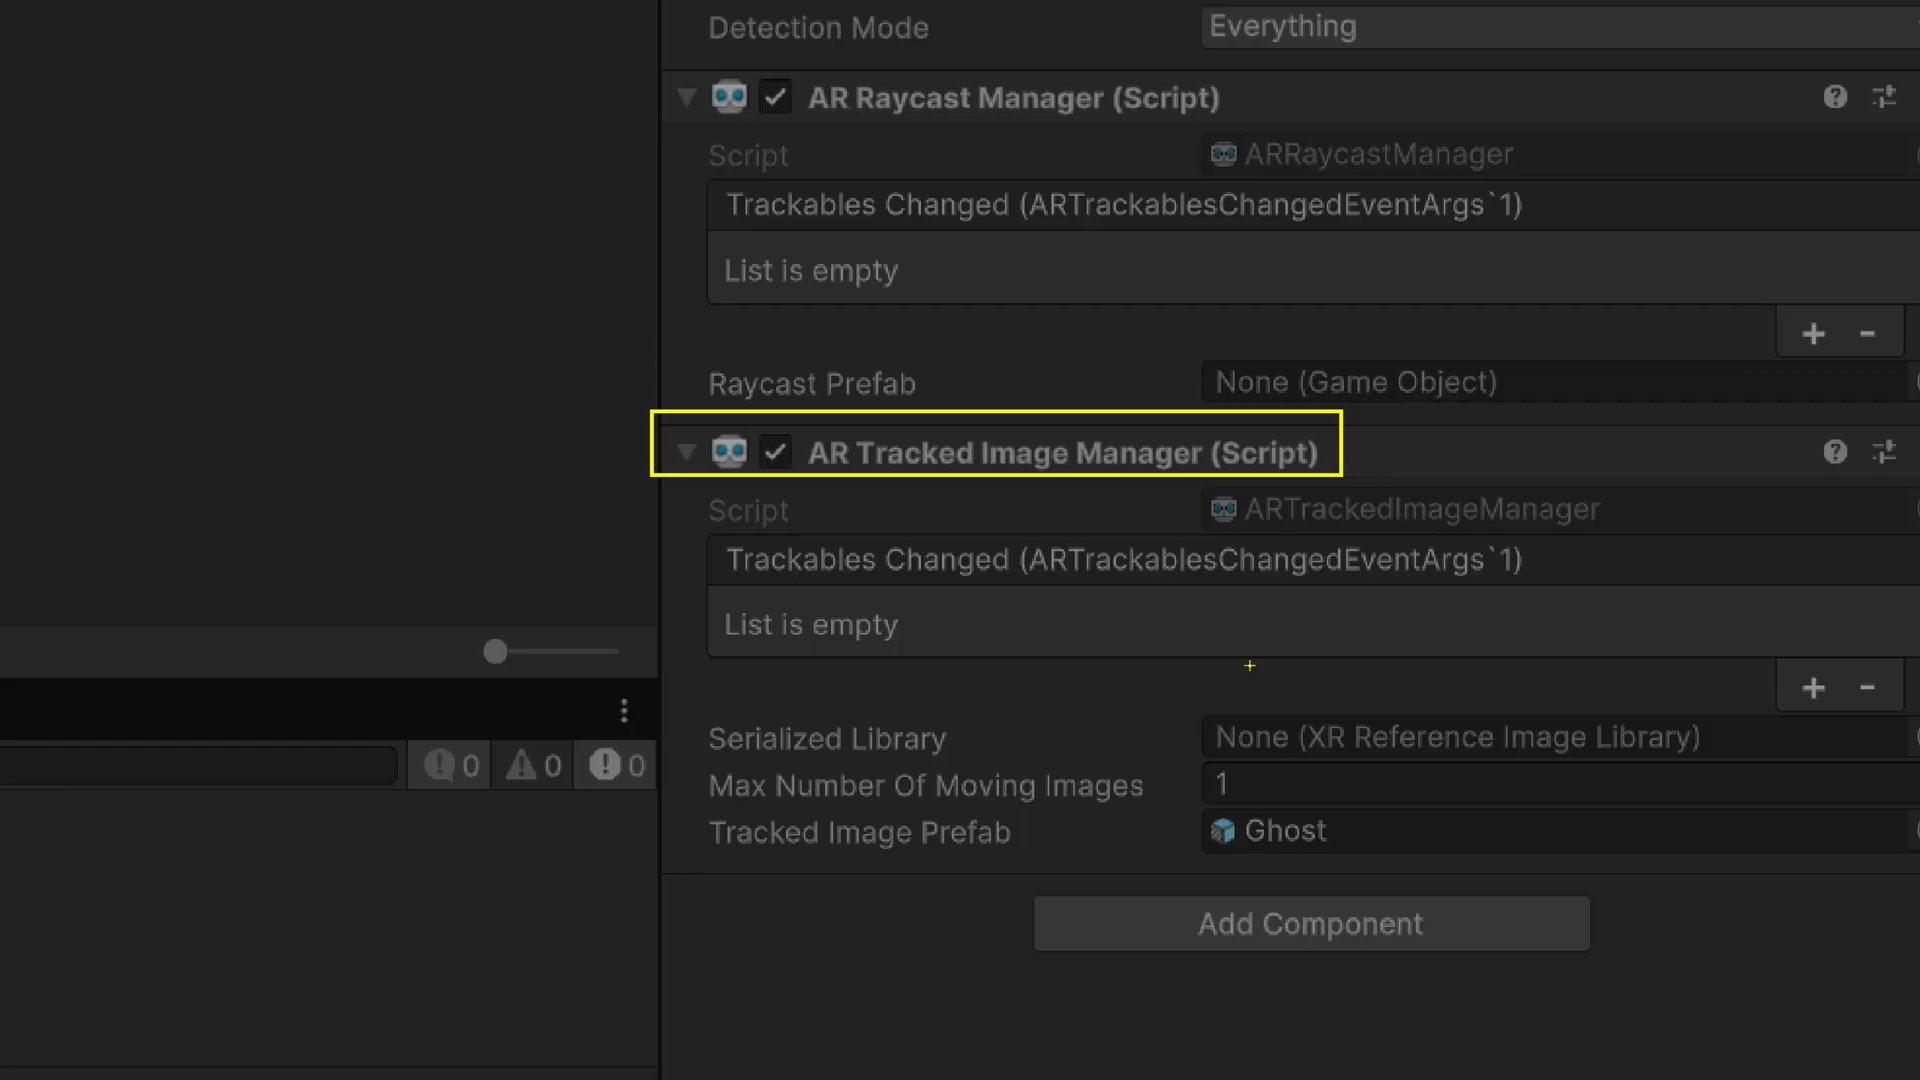 Detection Mode Everything
AR Raycast Manager (Script)
Script ARRaycastManager
Trackables Changed (ARTrackablesChangedEventArgs`1)
List is empty
+ -
Raycast Prefab None (Game Object)
AR Tracked Image Manager (Script)
Script ARTrackedImageManager
Trackables Changed (ARTrackablesChangedEventArgs`1)
List is empty
+ -
0 0 0
Serialized Library None (XR Reference Image Library)
Max Number Of Moving Images 1
Tracked Image Prefab Ghost
Add Component